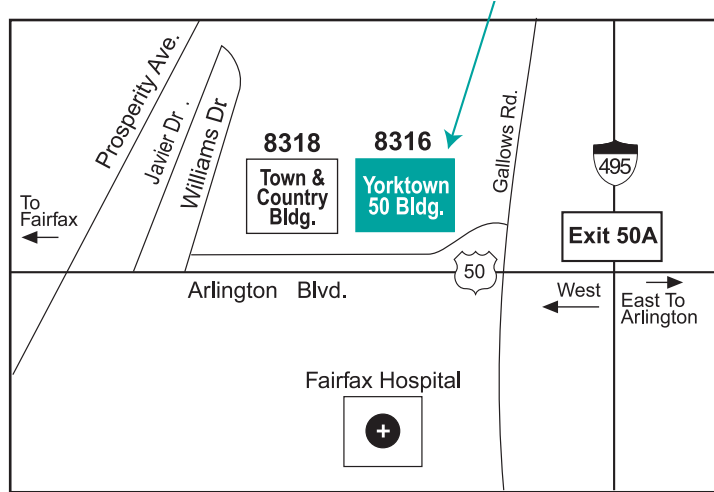 Prosperity Ave.
Javier Dr .
Williams Dr
8318
Town &
Country
Bldg.
8316
Yorktown
50 Bldg.
Gallows Rd.
495
Exit 50A
To
Fairfax
50
Arlington Blvd.
West
East To
Arlington
Fairfax Hospital